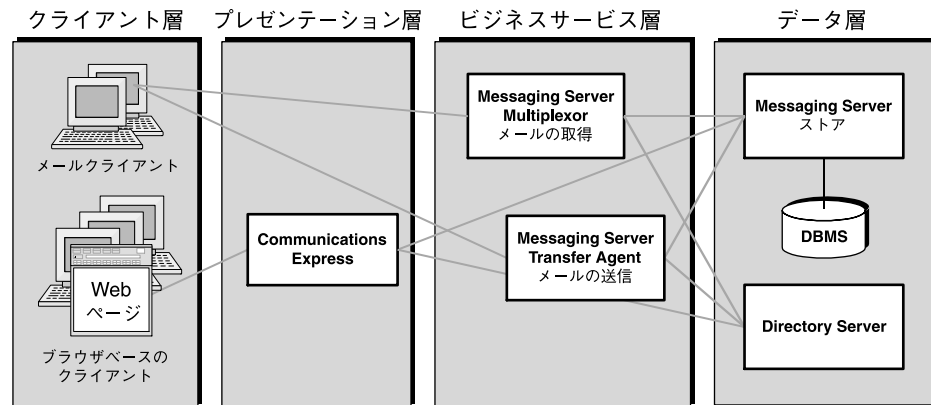 クライアント層
プレゼンテーション層
ビジネスサービス層
データ層
メールクライアント
Web
ページ
ブラウザベースの
クライアント
Communications
Express
Messaging Server
Multiplexor
メールの取得
Messaging Server
Transfer Agent
メールの送信
Messaging Server
ストア
DBMS
Directory Server